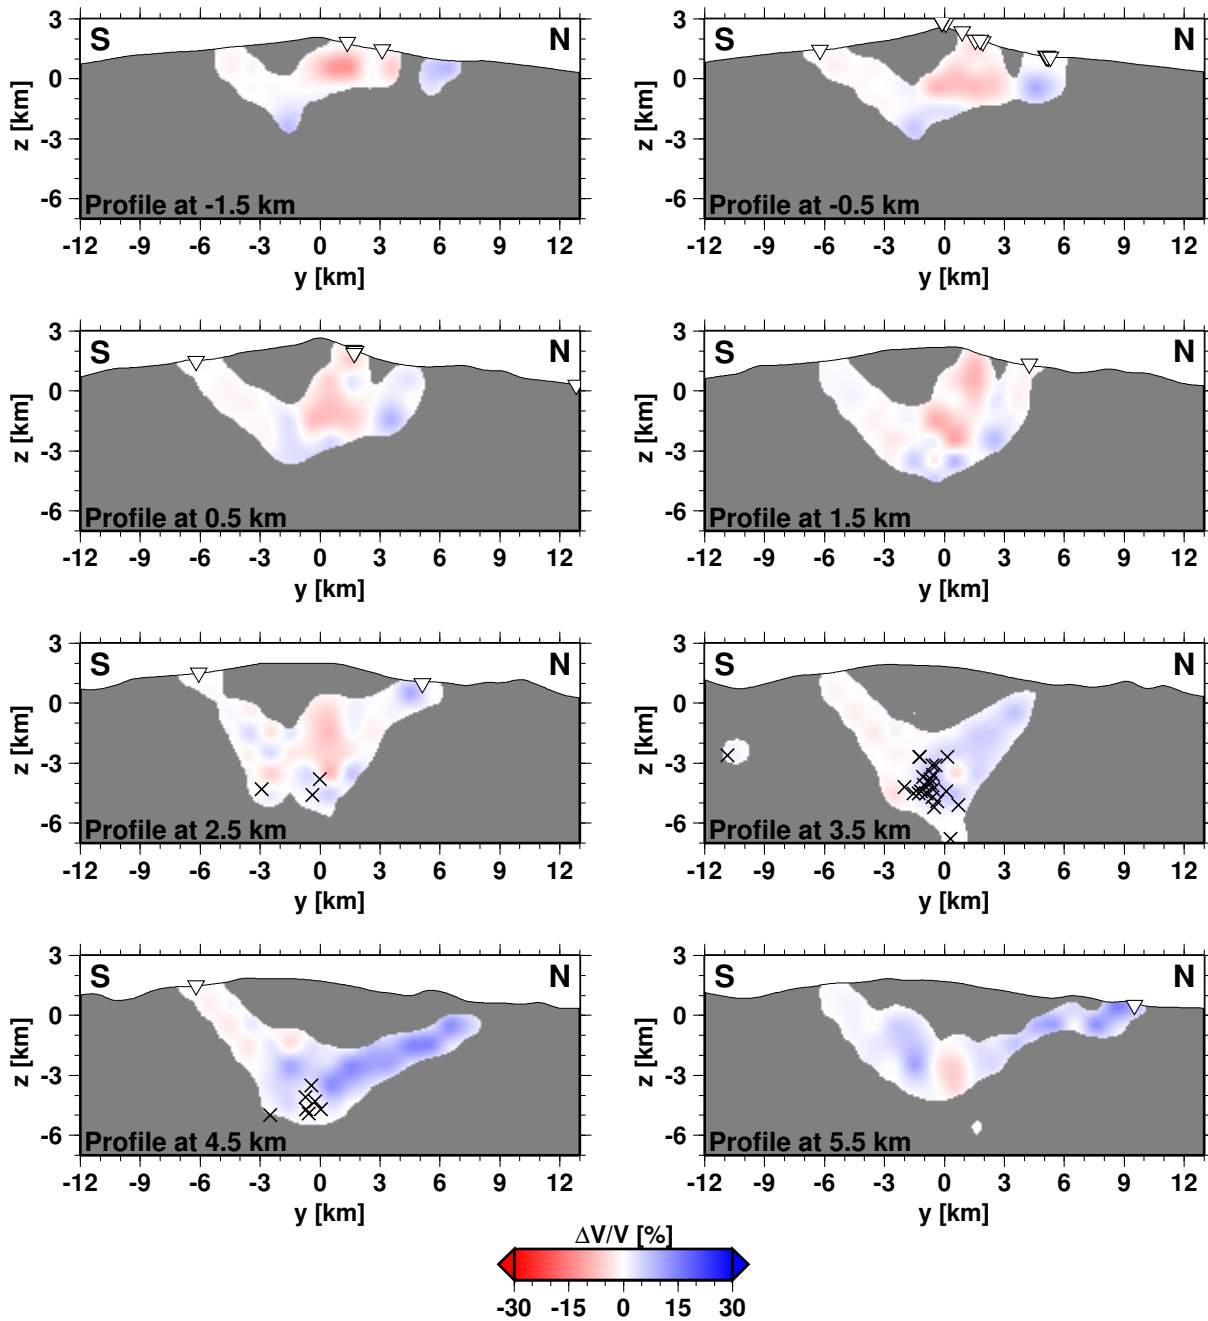 3 S N 3 S N
0 0
z [km] -3 z [km] -3
-6 Profile at -1.5 km -6 Profile at -0.5 km
-12 -9 -6 -3 0 3 6 9 12 -12 -9 -6 -3 0 3 6 9 12
y [km] y [km]
3 S N 3 S N
0 0
z [km] -3 z [km] -3
-6 Profile at 0.5 km -6 Profile at 1.5 km
-12 -9 -6 -3 0 3 6 9 12 -12 -9 -6 -3 0 3 6 9 12
y [km] y [km]
3 S N 3 S N
0 0
z [km] -3 z [km] -3
-6 Profile at 2.5 km -6 Profile at 3.5 km
-12 -9 -6 -3 0 3 6 9 12 -12 -9 -6 -3 0 3 6 9 12
y [km] y [km]
3 S N 3 S N
0 0
z [km] -3 z [km] -3
-6 Profile at 4.5 km -6 Profile at 5.5 km
-12 -9 -6 -3 0 3 6 9 12 -12 -9 -6 -3 0 3 6 9 12
y [km] y [km]
ΔV/V [%]
-30 -15 0 15 30